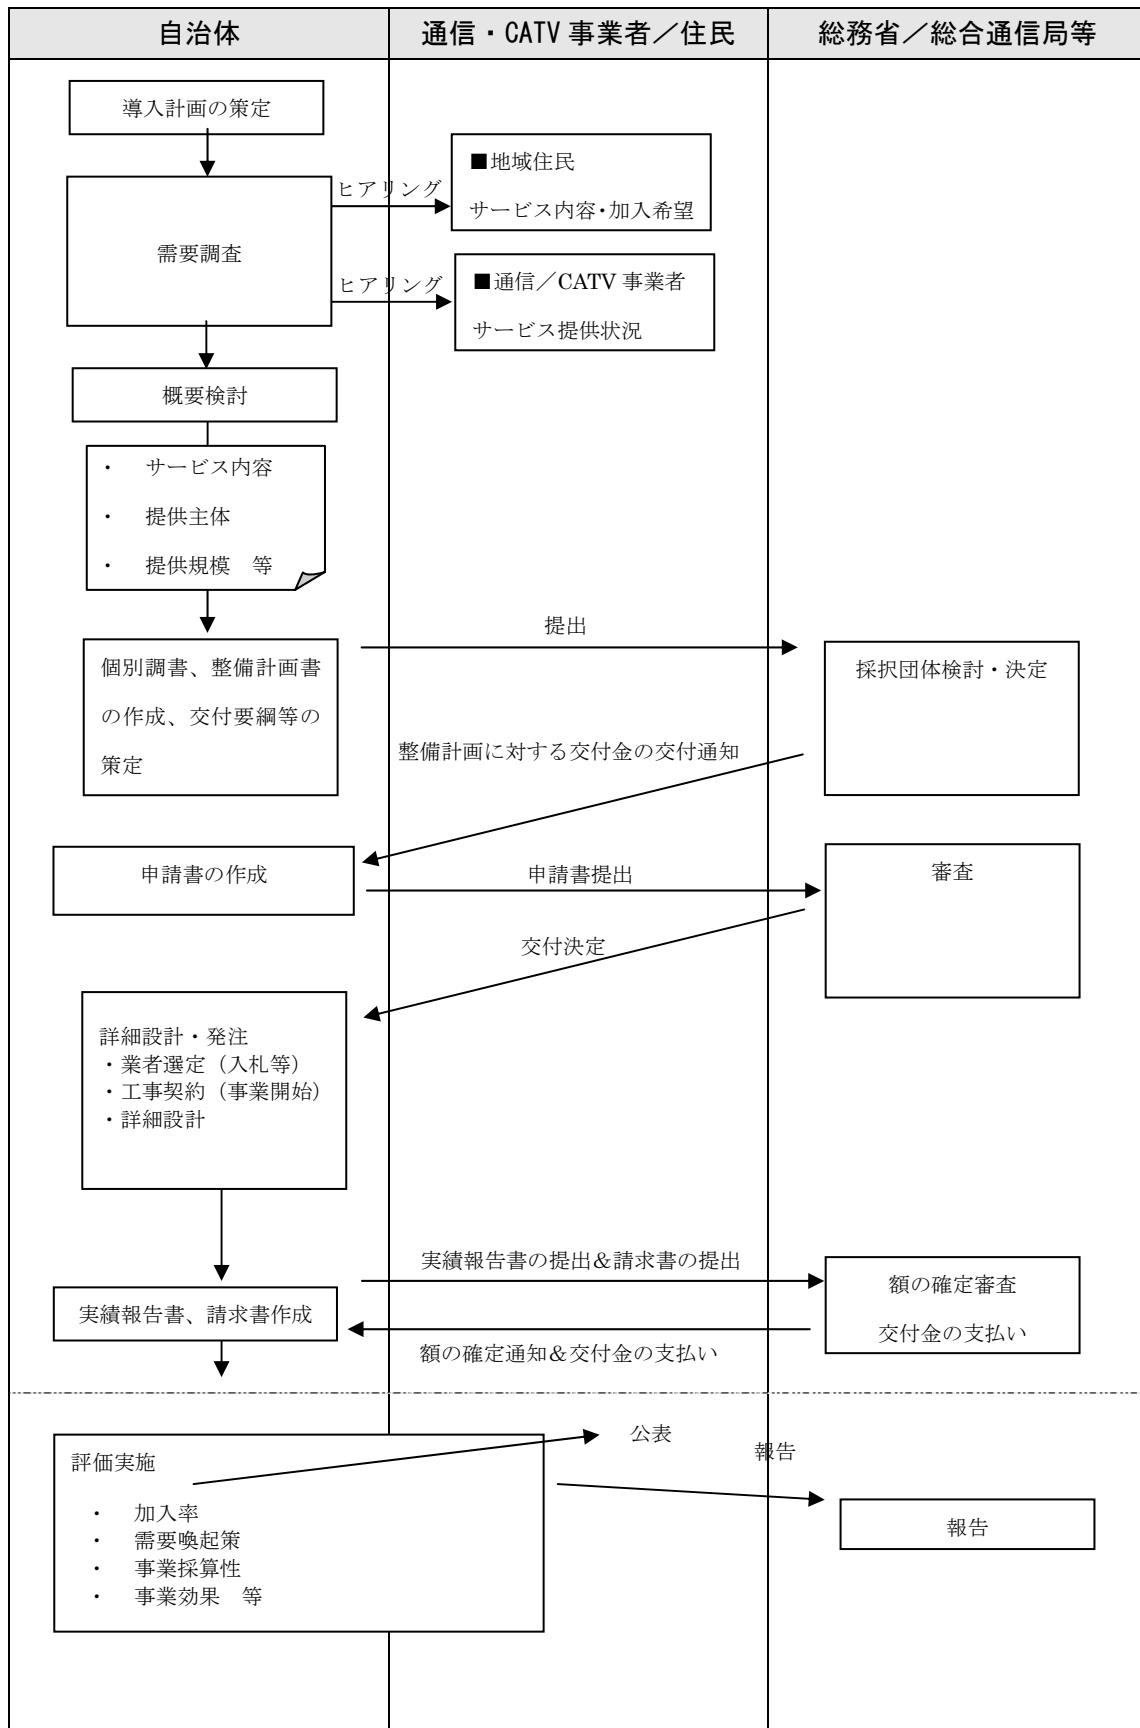 自治体
通信・CATV 事業者／住民
総務省／総合通信局等
導入計画の策定
ヒアリング
■地域住民
サービス内容・加入希望
需要調査
ヒアリング
■通信／CATV 事業者
サービス提供状況
概要検討
・ サービス内容
・ 提供主体
・ 提供規模　等
提出
個別調書、整備計画書
の作成、交付要綱等の
策定
採択団体検討・決定
整備計画に対する交付金の交付通知
申請書の作成
申請書提出
審査
交付決定
詳細設計・発注
・業者選定（入札等）
・工事契約（事業開始）
・詳細設計
実績報告書の提出＆請求書の提出
実績報告書、請求書作成
額の確定審査
交付金の支払い
額の確定通知＆交付金の支払い
公表
報告
評価実施
・ 加入率
・ 需要喚起策
・ 事業採算性
・ 事業効果　等
報告